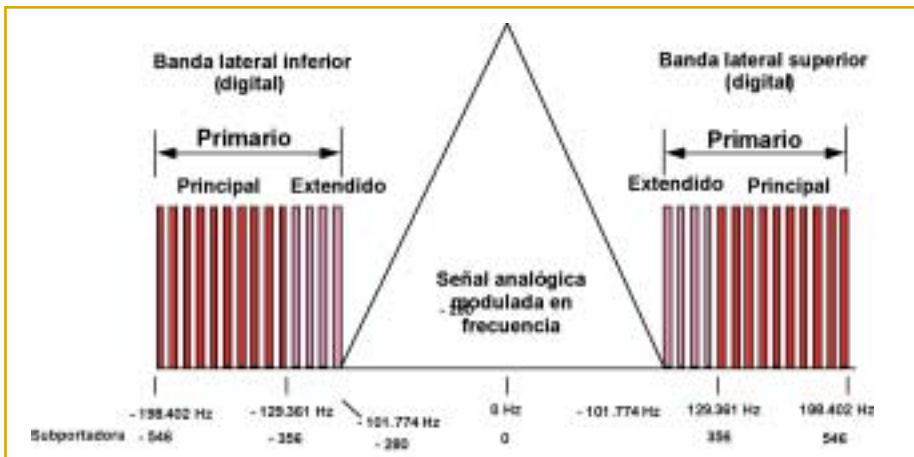 Banda lateral inferior
(digital)
Banda lateral superior
(digital)
Primario
Primario
Principal
Extendido
Extendido
Principal
Señal analógica
modulada en
frecuencia
- 280
- 198.402 Hz
- 129.361 Hz
- 101.774 Hz
0 Hz
- 101.774 Hz
129.361 Hz
198.402 Hz
Subportadora
- 546
- 356
- 280
0
356
546